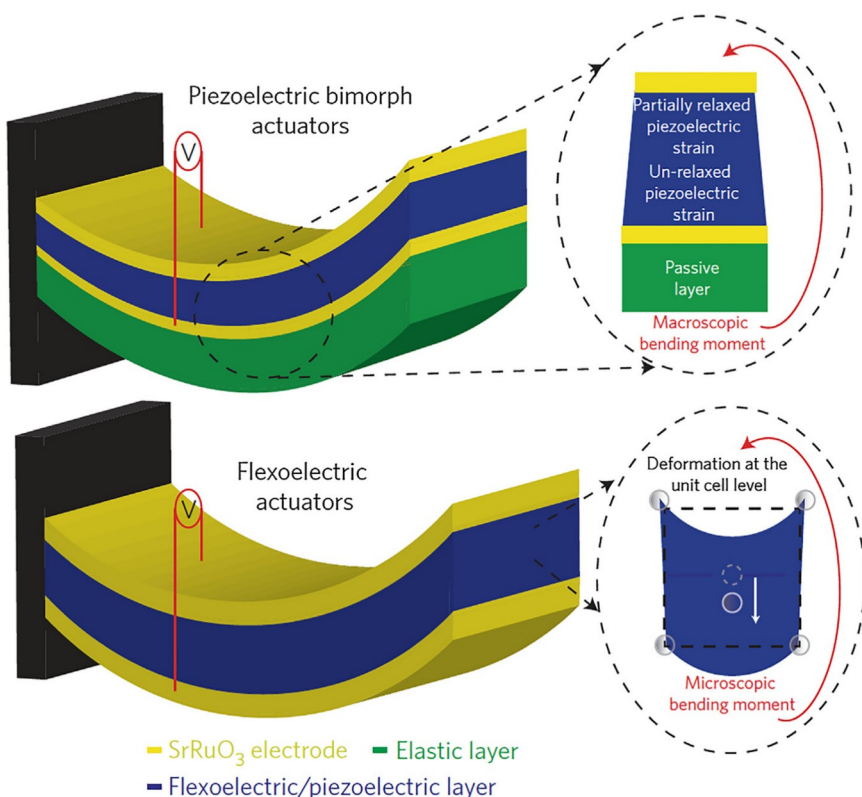 Piezoelectric bimorph
actuators
V
Partially relaxed
piezoelectric
strain
Un-relaxed
piezoelectric
strain
Passive
layer
Macroscopic
bending moment
Flexoelectric
actuators
V
Deformation at the
unit cell level
Microscopic
bending moment
SrRuO₃ electrode
Elastic layer
Flexoelectric/piezoelectric layer